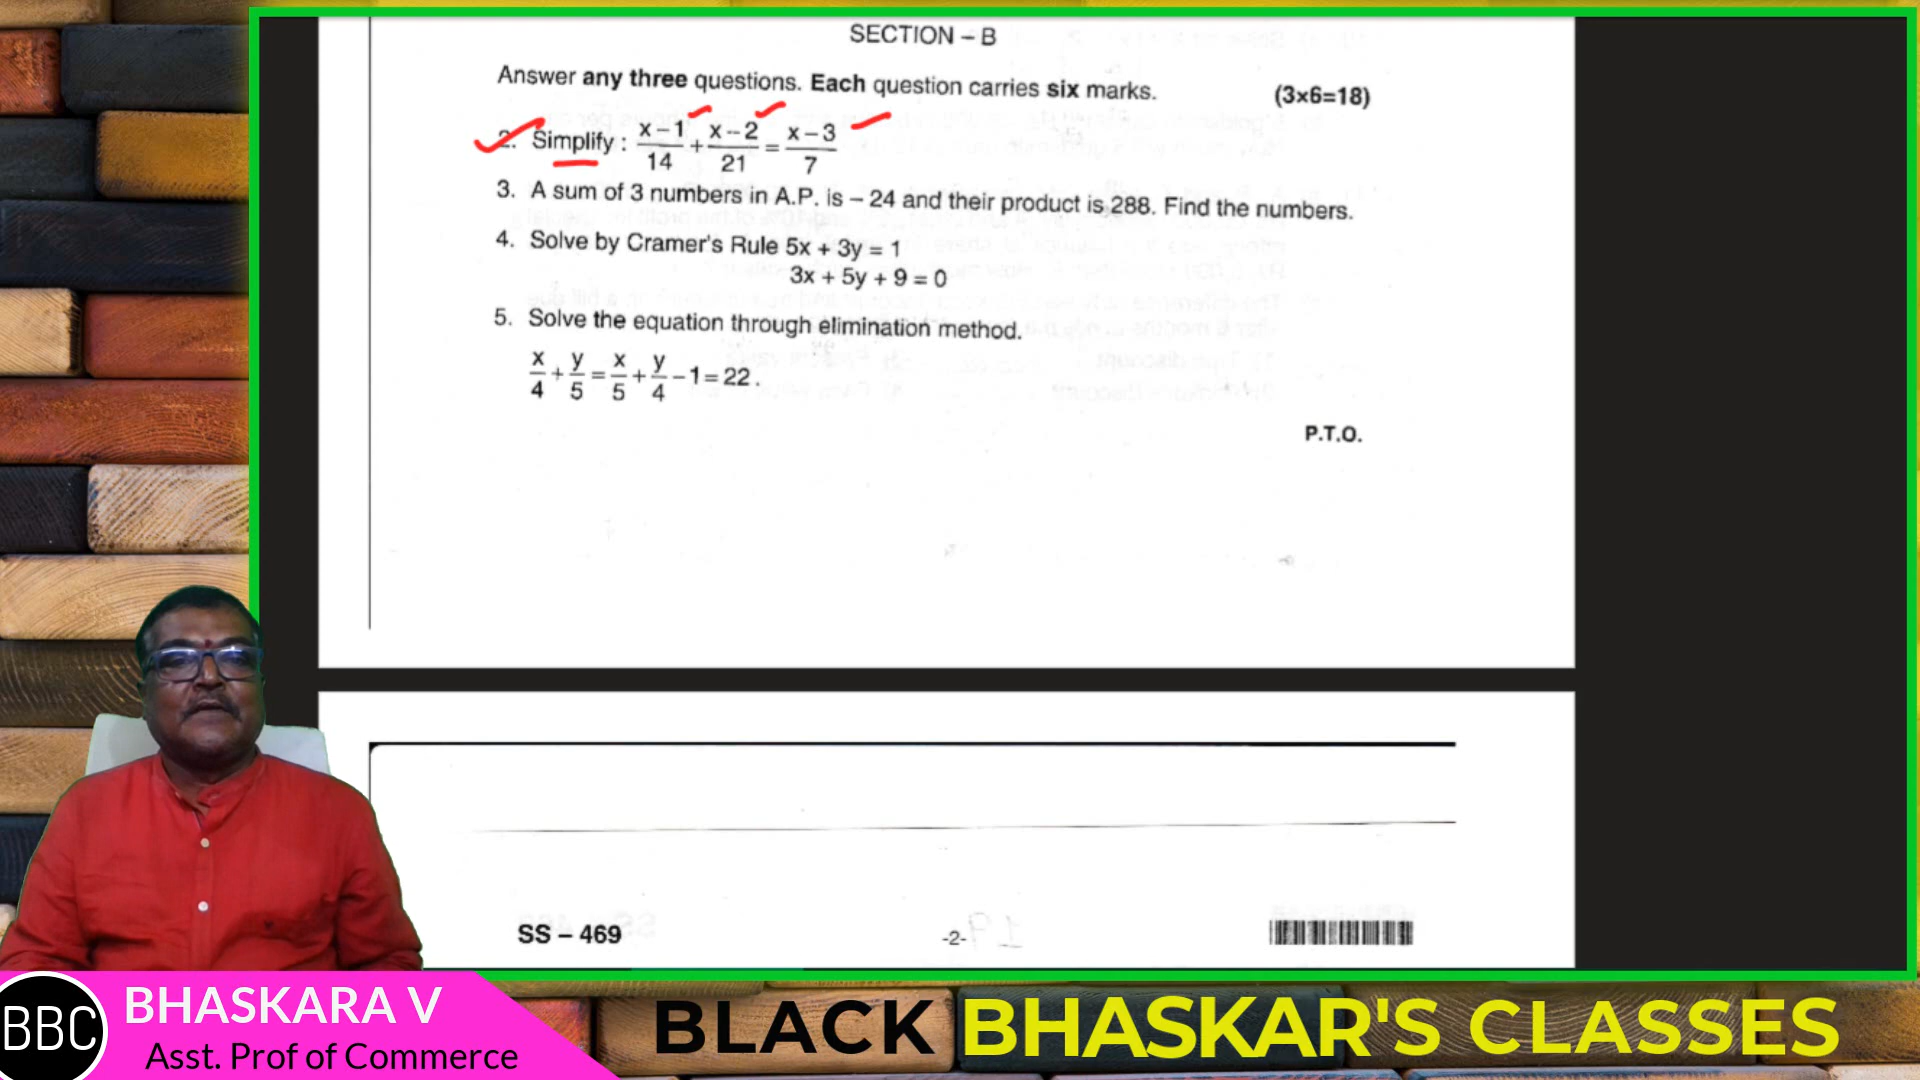 SECTION – B
Answer any three questions. Each question carries six marks. (3×6=18)
2. Simplify : x–1/14 + x–2/21 = x–3/7
3. A sum of 3 numbers in A.P. is – 24 and their product is 288. Find the numbers.
4. Solve by Cramer's Rule 5x + 3y = 1
3x + 5y + 9 = 0
5. Solve the equation through elimination method.
x/4 + y/5 = x/5 + y/4 – 1 = 22 .
P.T.O.
SS – 469
-2-
BBC
BHASKARA V
Asst. Prof of Commerce
BLACK BHASKAR'S CLASSES